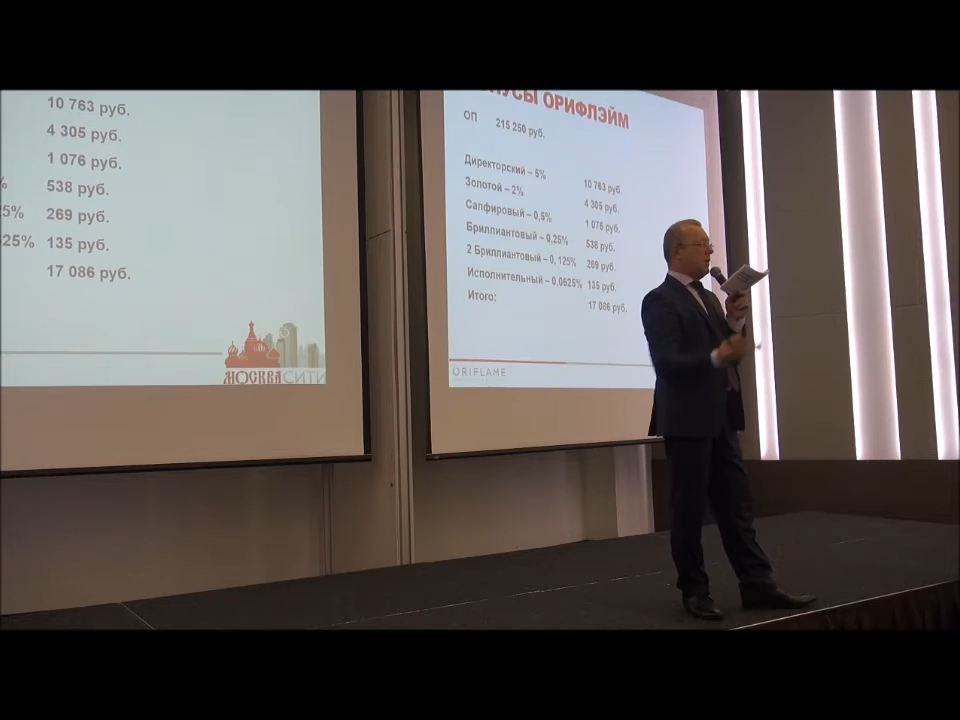 10 763 руб.
4 305 руб.
1 076 руб.
%
538 руб.
25%
269 руб.
625%
135 руб.
17 086 руб.
МОСКВА СИТИ
УСЫ ОРИФЛЭЙМ
ОП 215 250 руб.
Директорский – 5% 10 763 руб.
Золотой – 2% 4 305 руб.
Сапфировый – 0,5% 1 076 руб.
Бриллиантовый – 0,25% 538 руб.
2 Бриллиантовый – 0, 125% 269 руб.
Исполнительный – 0,0625% 135 руб.
Итого: 17 086 руб.
ORIFLAME